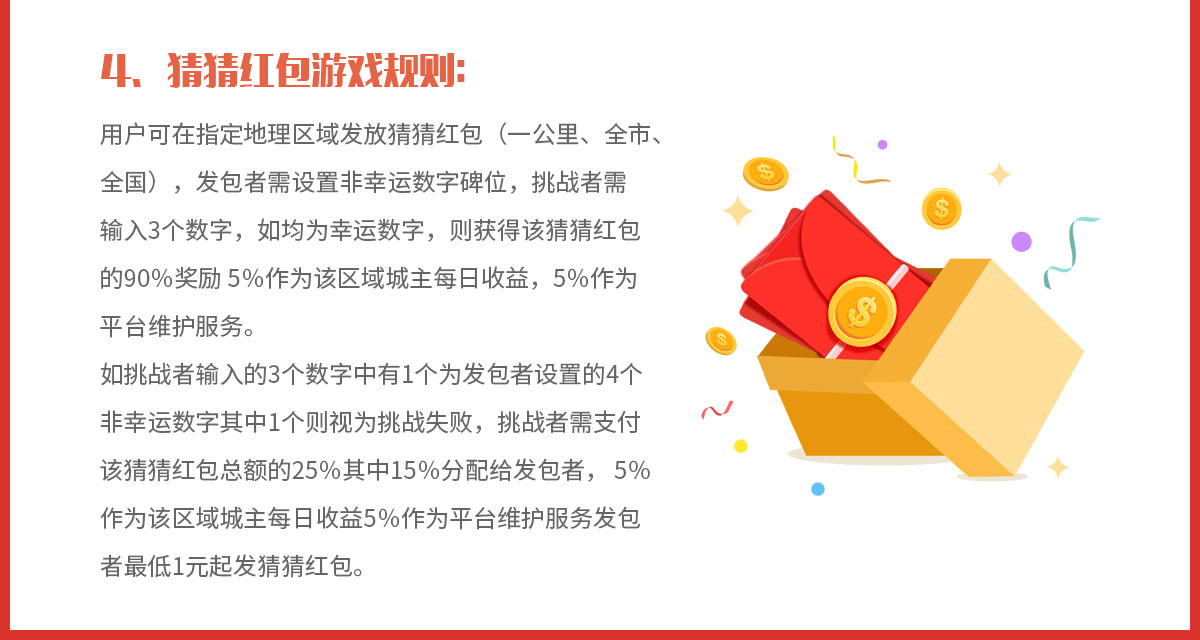 4、猜猜红包游戏规则:
用户可在指定地理区域发放猜猜红包（一公里、全市、
全国），发包者需设置非幸运数字碑位，挑战者需
输入3个数字，如均为幸运数字，则获得该猜猜红包
的90%奖励 5%作为该区域城主每日收益，5%作为
平台维护服务。
如挑战者输入的3个数字中有1个为发包者设置的4个
非幸运数字其中1个则视为挑战失败，挑战者需支付
该猜猜红包总额的25%其中15%分配给发包者， 5%
作为该区域城主每日收益5%作为平台维护服务发包
者最低1元起发猜猜红包。